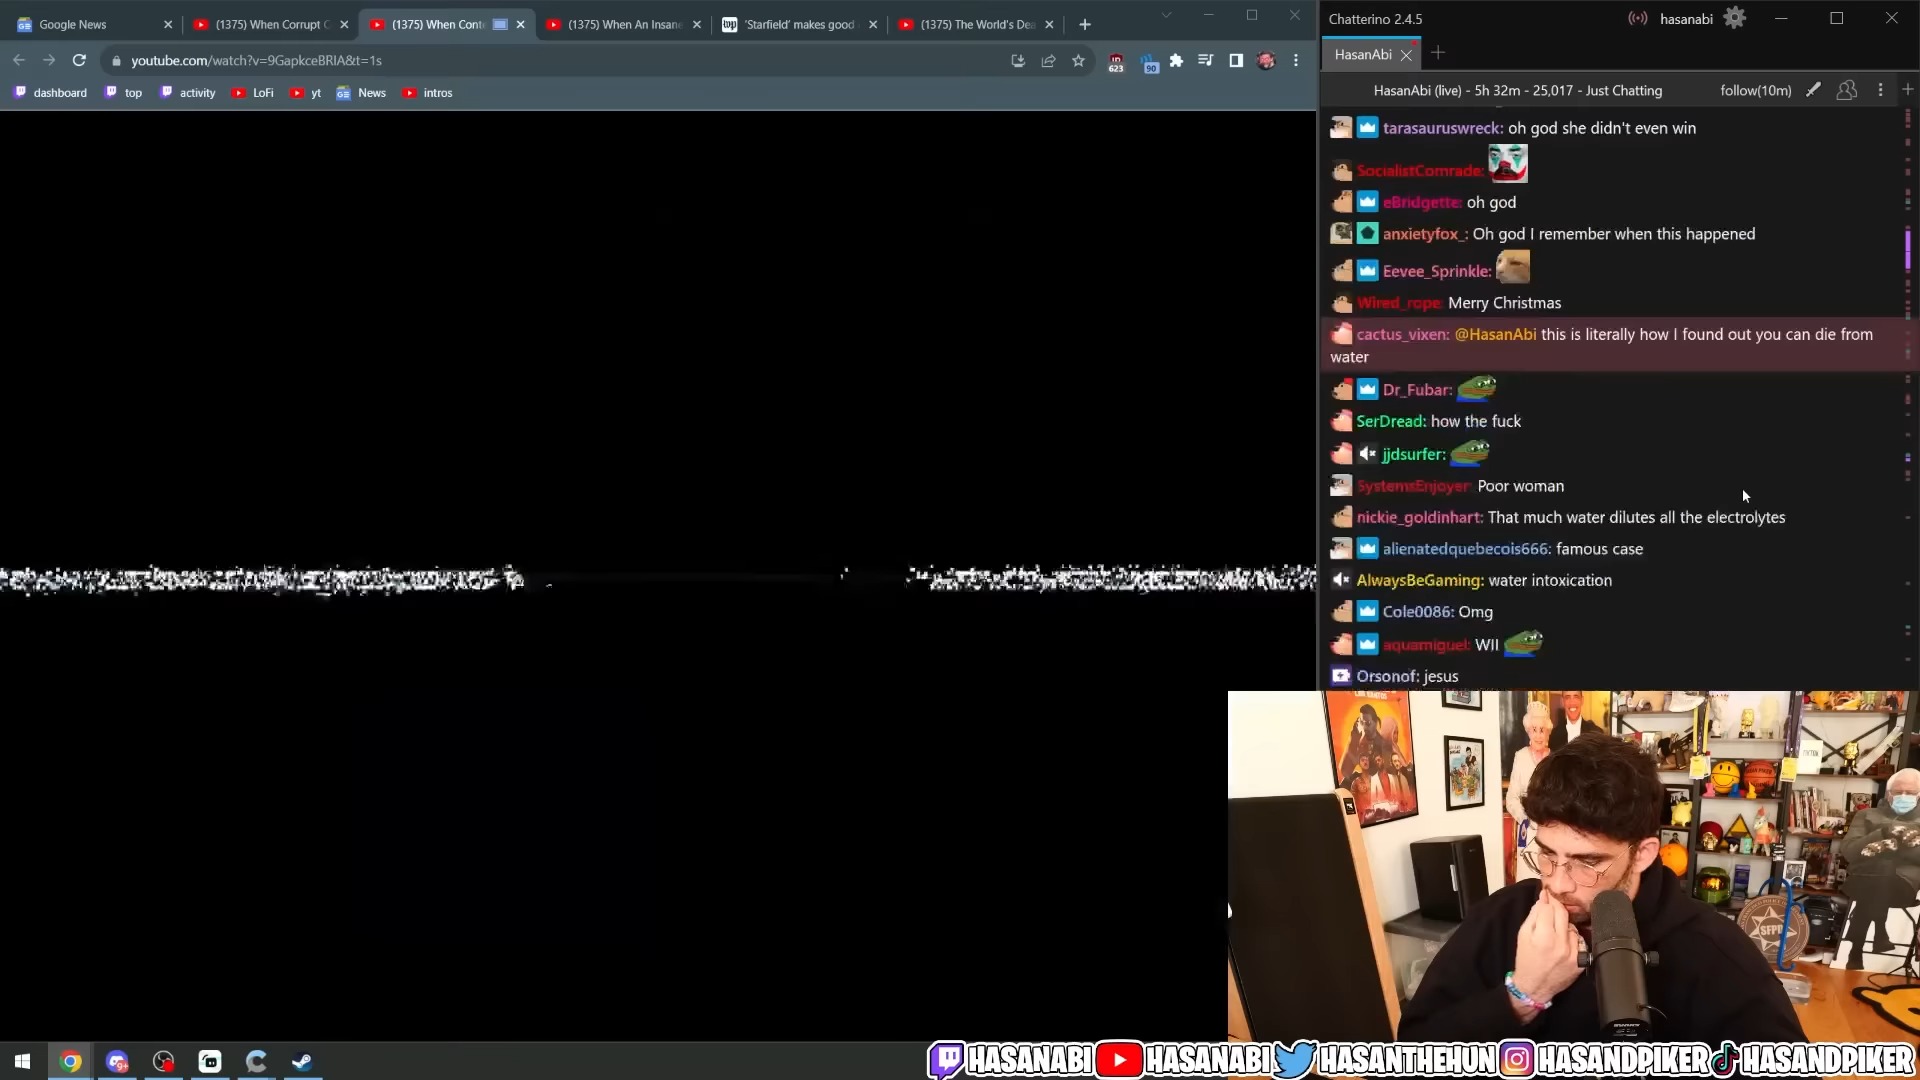 Google News
(1375) When Corrupt C
(1375) When Conte
(1375) When An Insane
'Starfield' makes good
(1375) The World's Dea
youtube.com/watch?v=9GapkceBRIA&t=1s
623
90
dashboard
top
activity
LoFi
yt
News
intros
Chatterino 2.4.5
hasanabi
HasanAbi
HasanAbi (live) - 5h 32m - 25,017 - Just Chatting
follow(10m)
tarasauruswreck: oh god she didn't even win
SocialistComrade:
eBridgette: oh god
anxietyfox_: Oh god I remember when this happened
Eevee_Sprinkle:
Wired_rope: Merry Christmas
cactus_vixen: @HasanAbi this is literally how I found out you can die from
water
Dr_Fubar:
SerDread: how the fuck
jjdsurfer:
SystemsEnjoyer: Poor woman
nickie_goldinhart: That much water dilutes all the electrolytes
alienatedquebecois666: famous case
AlwaysBeGaming: water intoxication
Cole0086: Omg
aquamiguel: WII
Orsonof: jesus
SFPD
HASANABI
HASANABI
HASANTHEHUN
HASANDPIKER
HASANDPIKER